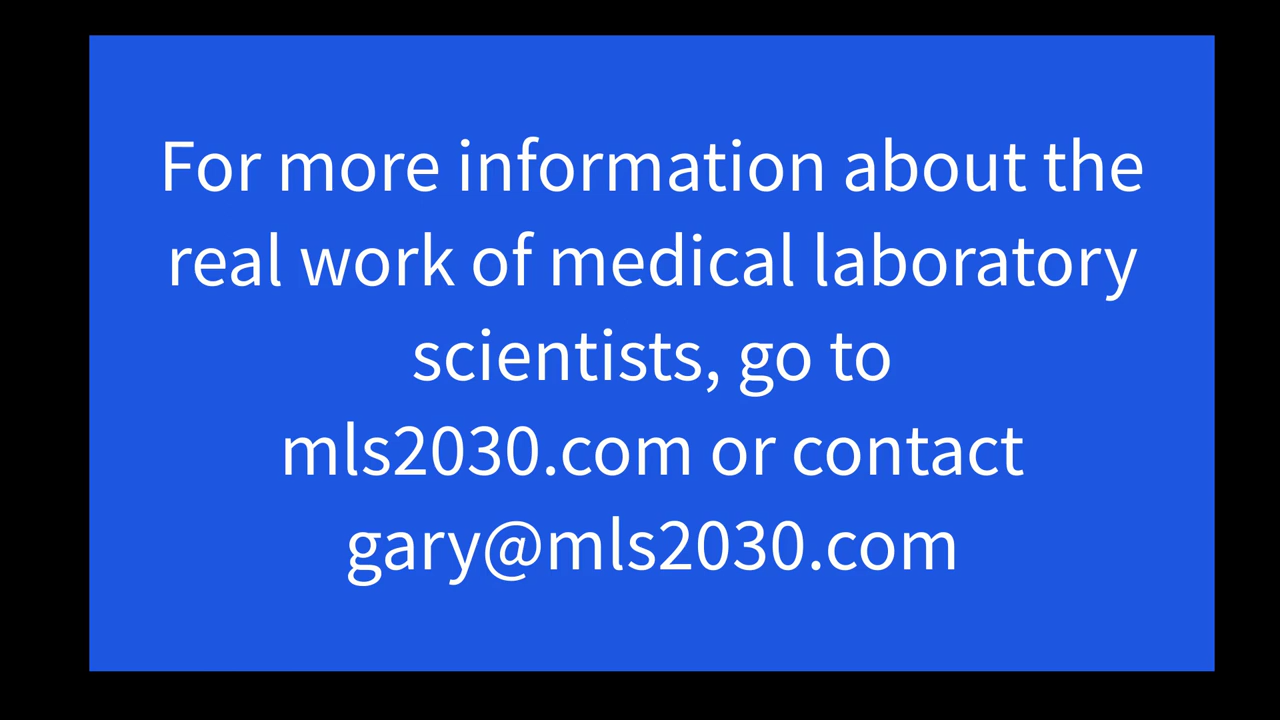 For more information about the
real work of medical laboratory
scientists, go to
mls2030.com or contact
gary@mls2030.com